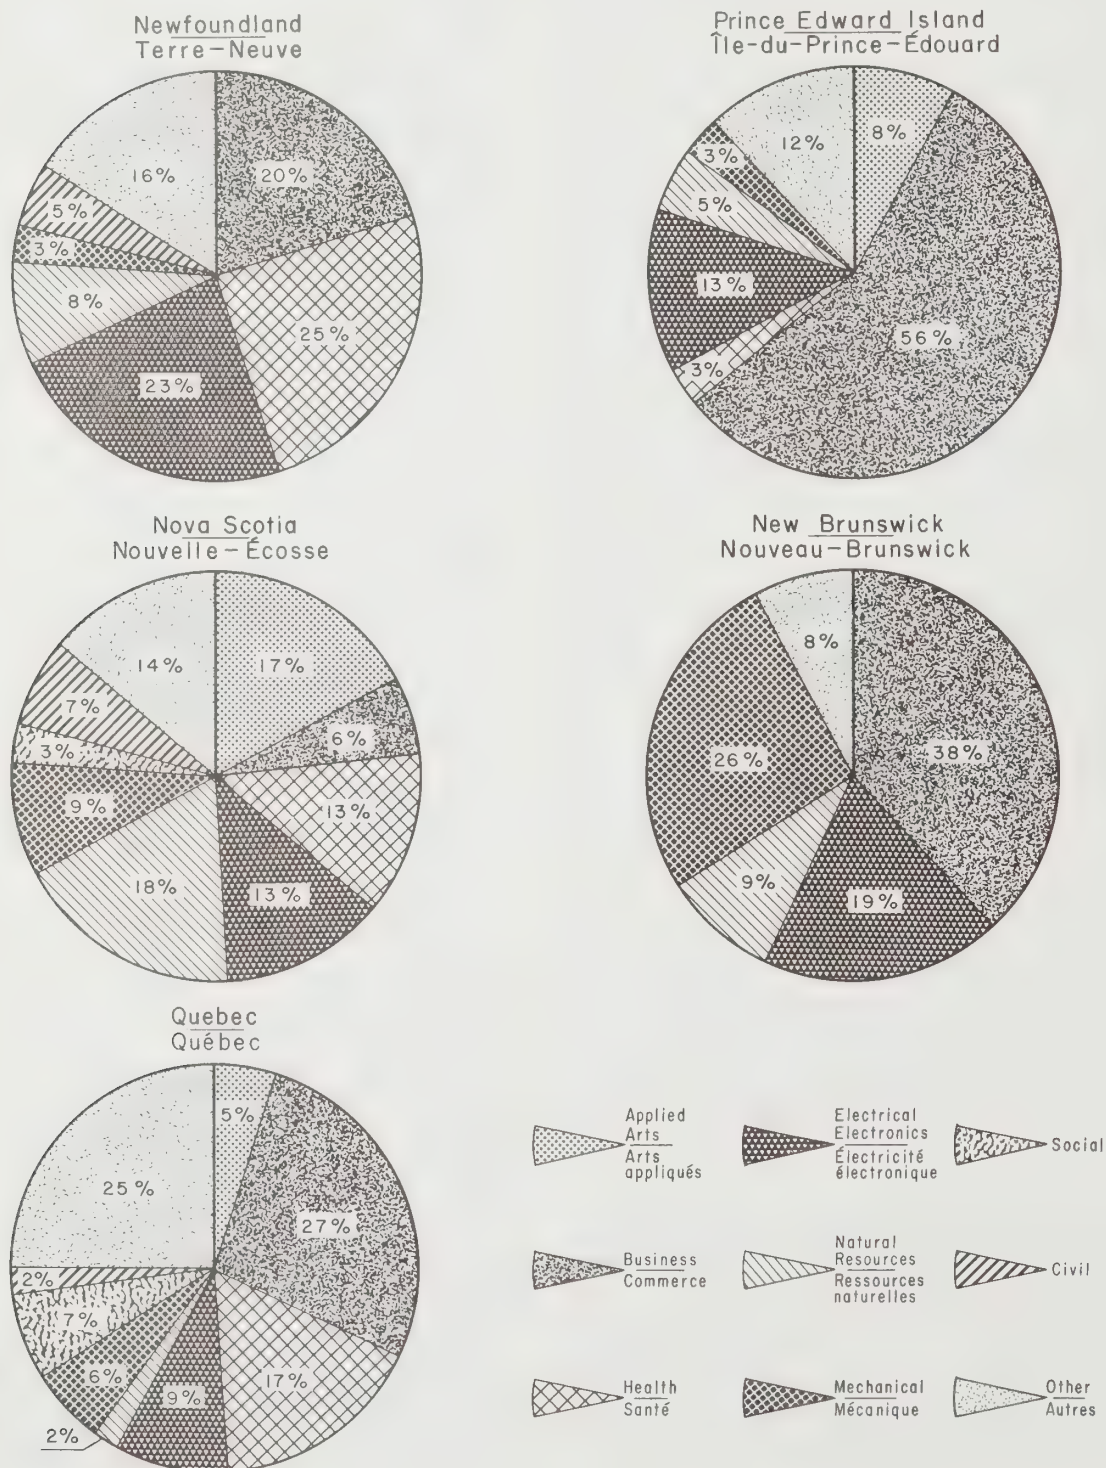 Newfoundland
Terre-Neuve
20%
25%
23%
8%
3%
5%
16%
Prince Edward Island
Île-du-Prince-Édouard
8%
56%
3%
13%
5%
3%
12%
Nova Scotia
Nouvelle-Écosse
17%
6%
13%
13%
18%
9%
3%
7%
14%
New Brunswick
Nouveau-Brunswick
38%
19%
9%
26%
8%
Quebec
Québec
5%
27%
17%
9%
2%
6%
7%
2%
25%
Applied
Arts
Arts
appliqués
Electrical
Electronics
Électricité
électronique
Social
Business
Commerce
Natural
Resources
Ressources
naturelles
Civil
Health
Santé
Mechanical
Mécanique
Other
Autres